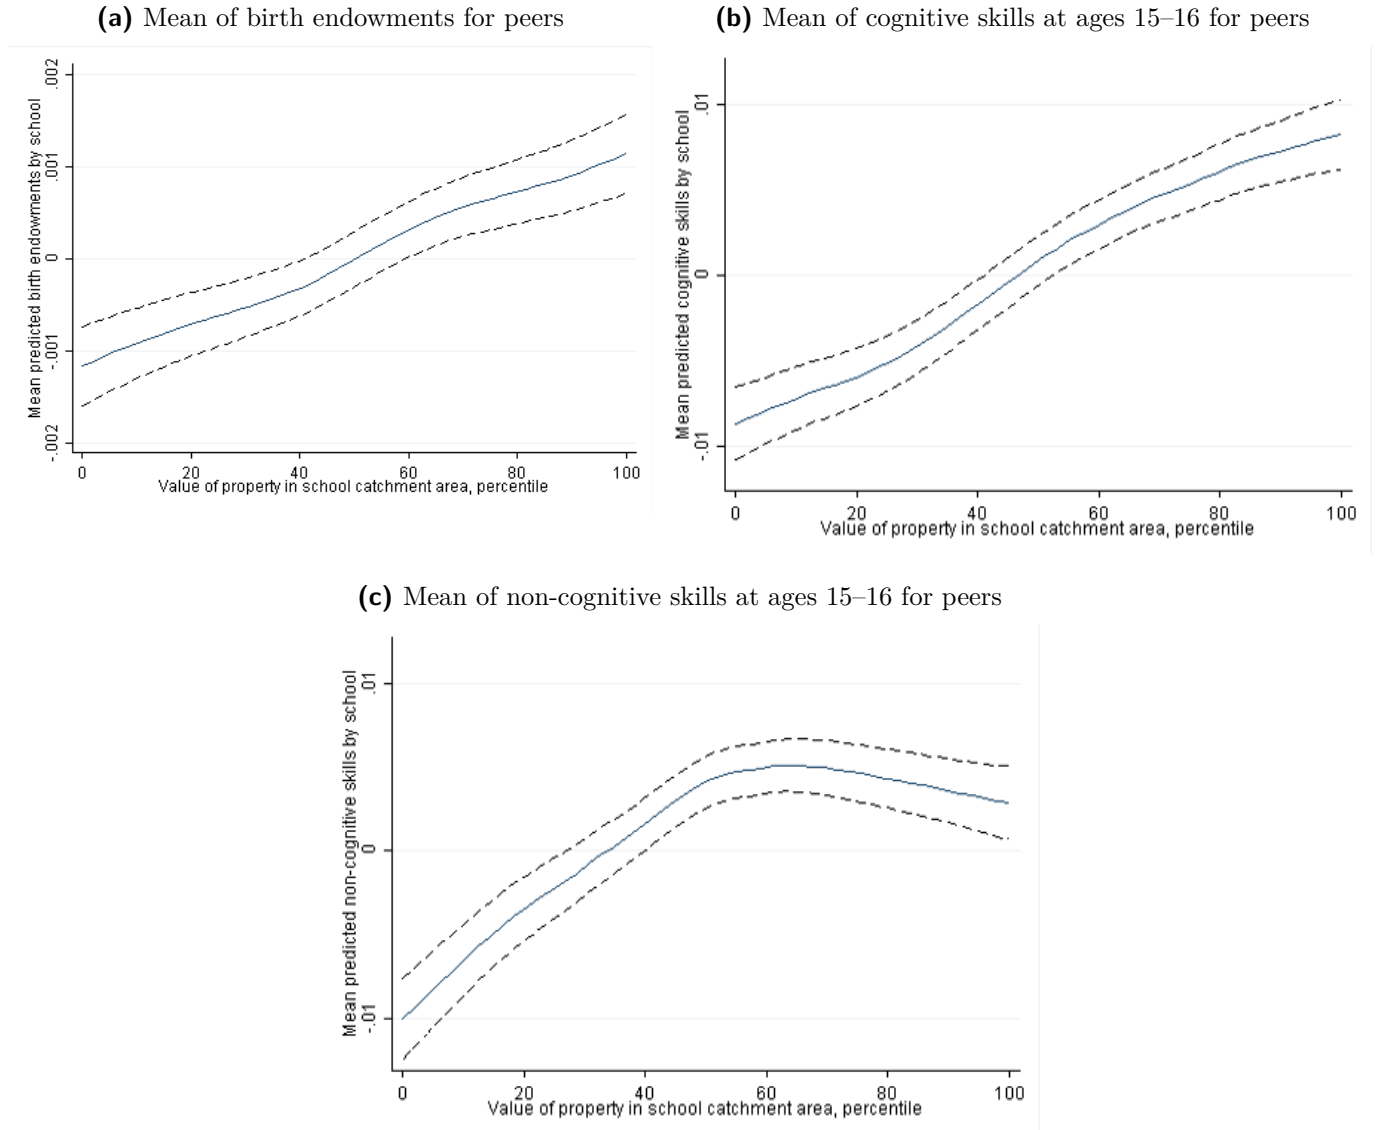 (a) Mean of birth endowments for peers
Mean predicted birth endowments by school
.002
.001
0
-.001
-.002
0 20 40 60 80 100
Value of property in school catchment area, percentile
(b) Mean of cognitive skills at ages 15–16 for peers
Mean predicted cognitive skills by school
.01
0
-.01
0 20 40 60 80 100
Value of property in school catchment area, percentile
(c) Mean of non-cognitive skills at ages 15–16 for peers
Mean predicted non-cognitive skills by school
.01
0
-.01
0 20 40 60 80 100
Value of property in school catchment area, percentile